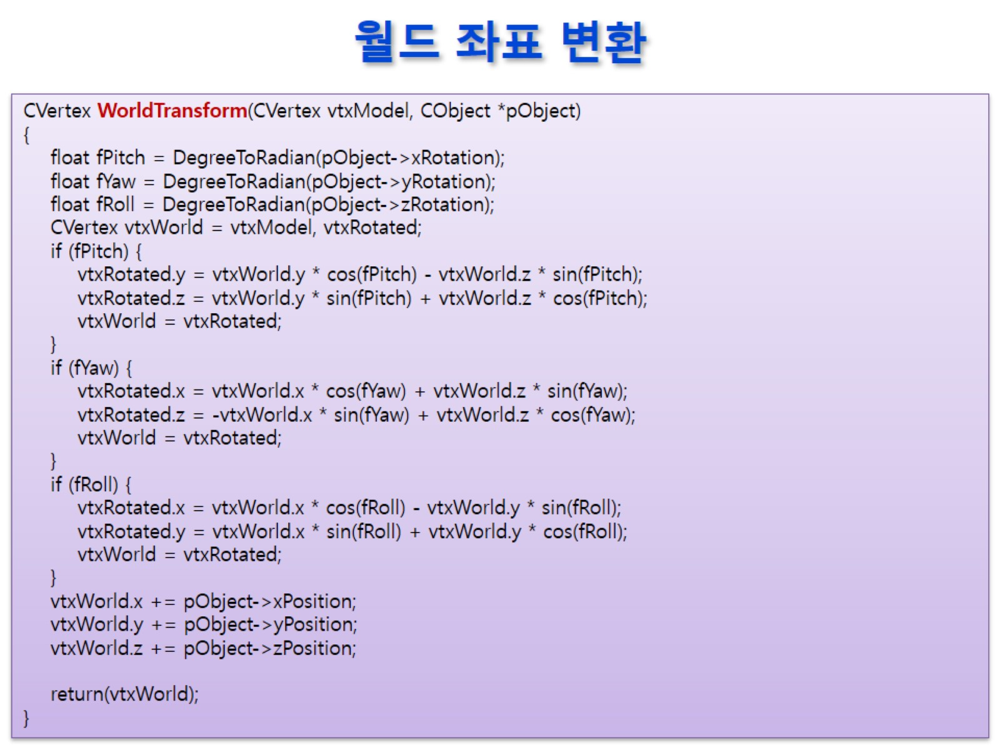 월드 좌표 변환
CVertex WorldTransform(CVertex vtxModel, CObject *pObject)
{
float fPitch = DegreeToRadian(pObject->xRotation);
float fYaw = DegreeToRadian(pObject->yRotation);
float fRoll = DegreeToRadian(pObject->zRotation);
CVertex vtxWorld = vtxModel, vtxRotated;
if (fPitch) {
vtxRotated.y = vtxWorld.y * cos(fPitch) - vtxWorld.z * sin(fPitch);
vtxRotated.z = vtxWorld.y * sin(fPitch) + vtxWorld.z * cos(fPitch);
vtxWorld = vtxRotated;
}
if (fYaw) {
vtxRotated.x = vtxWorld.x * cos(fYaw) + vtxWorld.z * sin(fYaw);
vtxRotated.z = -vtxWorld.x * sin(fYaw) + vtxWorld.z * cos(fYaw);
vtxWorld = vtxRotated;
}
if (fRoll) {
vtxRotated.x = vtxWorld.x * cos(fRoll) - vtxWorld.y * sin(fRoll);
vtxRotated.y = vtxWorld.x * sin(fRoll) + vtxWorld.y * cos(fRoll);
vtxWorld = vtxRotated;
}
vtxWorld.x += pObject->xPosition;
vtxWorld.y += pObject->yPosition;
vtxWorld.z += pObject->zPosition;
return(vtxWorld);
}